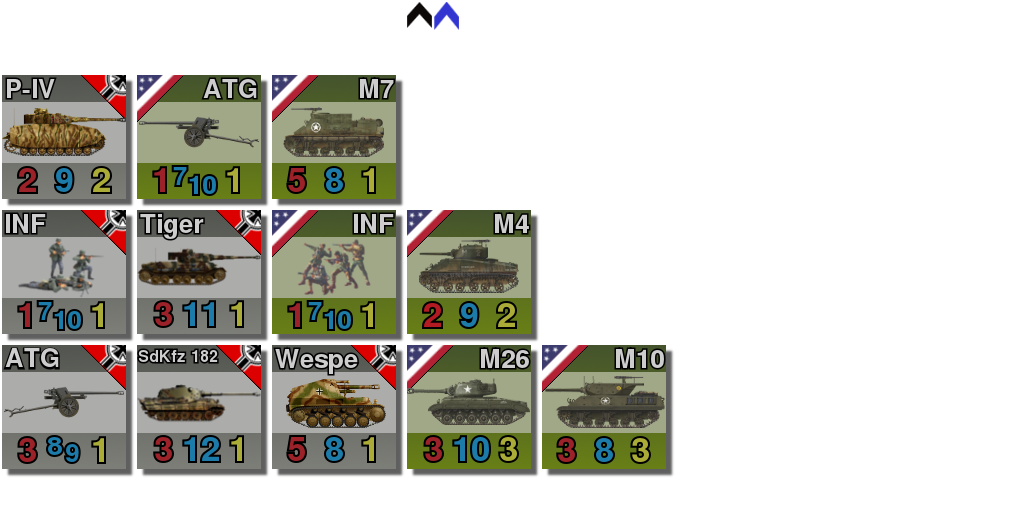 P-IV ATG M7
2 9 2 1 7 10 1 5 8 1
INF Tiger INF M4
1 7 10 1 3 11 1 1 7 10 1 2 9 2
ATG SdKfz 182 Wespe M26 M10
3 8 9 1 3 12 1 5 8 1 3 10 3 3 8 3